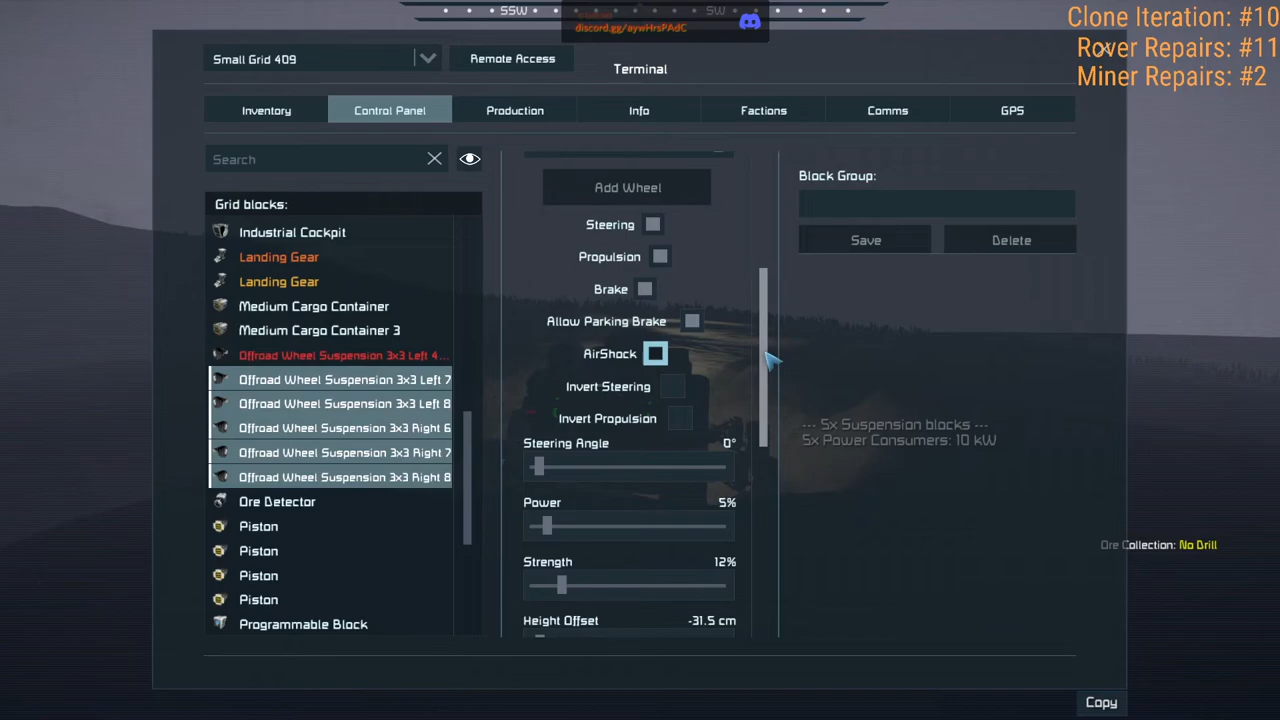 SSW
SW
discord.gg/aywHrsPAdC
Clone Iteration: #10
Rover Repairs: #11
Miner Repairs: #2
Small Grid 409
Remote Access
Terminal
Inventory
Control Panel
Production
Info
Factions
Comms
GPS
Search
Grid blocks:
Industrial Cockpit
Landing Gear
Landing Gear
Medium Cargo Container
Medium Cargo Container 3
Offroad Wheel Suspension 3x3 Left 4...
Offroad Wheel Suspension 3x3 Left 7
Offroad Wheel Suspension 3x3 Left 8
Offroad Wheel Suspension 3x3 Right 6
Offroad Wheel Suspension 3x3 Right 7
Offroad Wheel Suspension 3x3 Right 8
Ore Detector
Piston
Piston
Piston
Piston
Programmable Block
Add Wheel
Steering
Propulsion
Brake
Allow Parking Brake
AirShock
Invert Steering
Invert Propulsion
Steering Angle 0°
Power 5%
Strength 12%
Height Offset -31.5 cm
Block Group:
Save
Delete
--- 5x Suspension blocks ---
5x Power Consumers: 10 kW
Ore Collection: No Drill
Copy